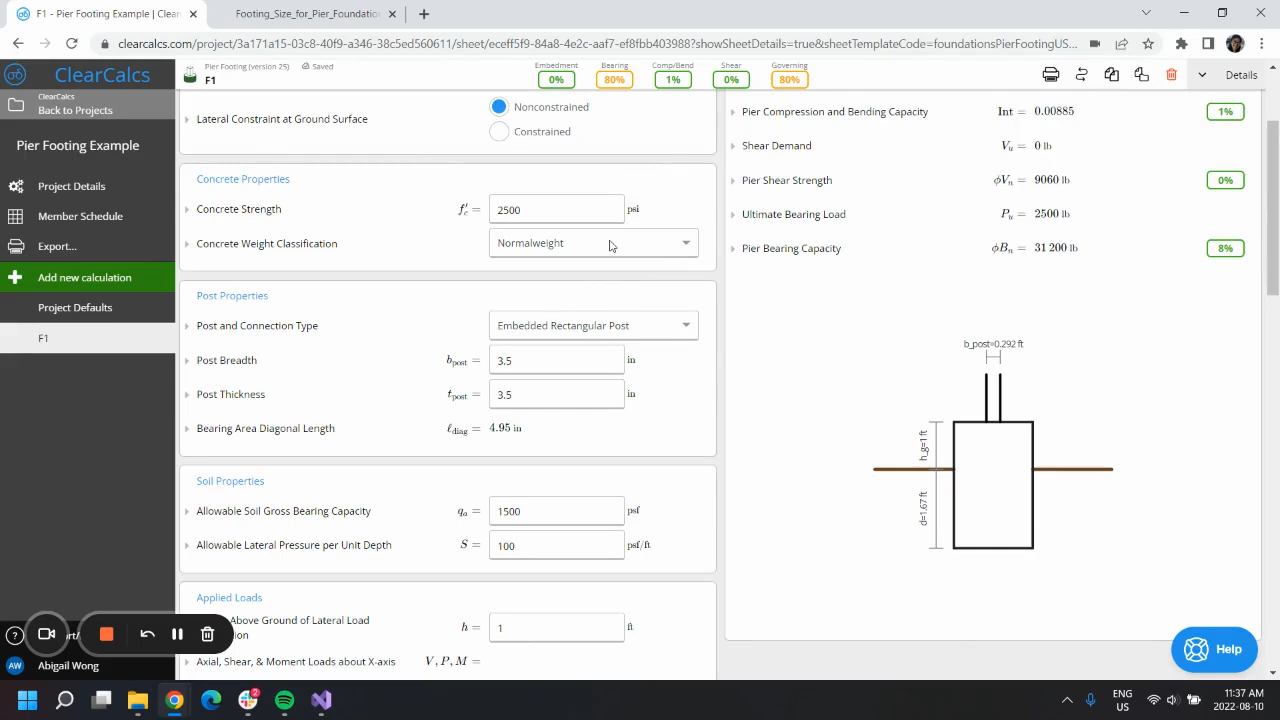 F1 - Pier Footing Example | Clear
Footing_Size_for_Pier_Foundation
clearcalcs.com/project/3a171a15-03c8-40f9-a346-38c5ed560611/sheet/eceff5f9-84a8-4e2c-aaf7-ef8fbb403988?showSheetDetails=true&sheetTemplateCode=foundationsPierFootingUS...
ClearCalcs
Pier Footing (version 25) Saved
F1
Embedment Bearing Comp/Bend Shear Governing
0% 80% 1% 0% 80%
Details
ClearCalcs
Back to Projects
Pier Footing Example
Project Details
Member Schedule
Export...
Add new calculation
Project Defaults
F1
Abigail Wong
AW
Lateral Constraint at Ground Surface
Nonconstrained
Constrained
Concrete Properties
Concrete Strength f'c = 2500 psi
Concrete Weight Classification Normalweight
Post Properties
Post and Connection Type Embedded Rectangular Post
Post Breadth bpost = 3.5 in
Post Thickness tpost = 3.5 in
Bearing Area Diagonal Length ℓdiag = 4.95 in
Soil Properties
Allowable Soil Gross Bearing Capacity qa = 1500 psf
Allowable Lateral Pressure per Unit Depth S = 100 psf/ft
Applied Loads
Above Ground of Lateral Load
h = 1 ft
Axial, Shear, & Moment Loads about X-axis V, P, M =
Pier Compression and Bending Capacity Int = 0.00885 1%
Shear Demand Vu = 0 lb
Pier Shear Strength ϕVn = 9060 lb 0%
Ultimate Bearing Load Pu = 2500 lb
Pier Bearing Capacity ϕBn = 31 200 lb 8%
b_post=0.292 ft
h_g=1 ft
d=1.67 ft
Help
2
ENG
US
11:37 AM
2022-08-10